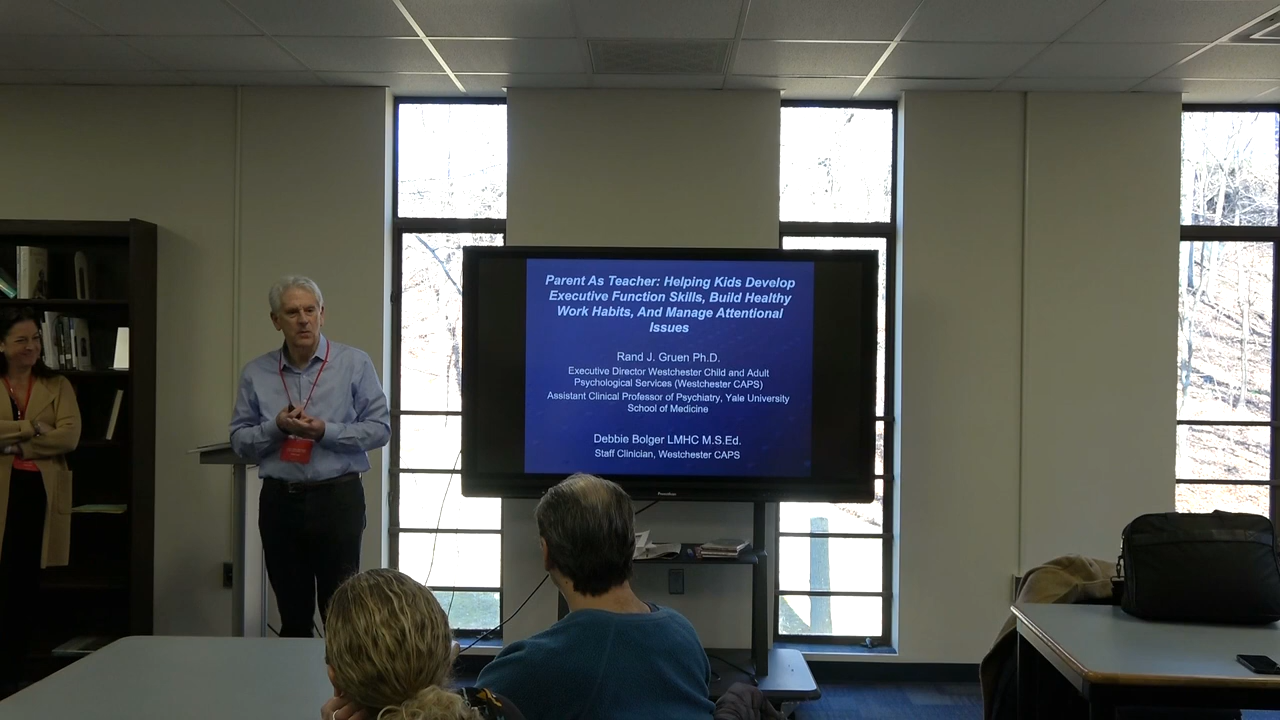 Parent As Teacher: Helping Kids Develop
Executive Function Skills, Build Healthy
Work Habits, And Manage Attentional
Issues
Rand J. Gruen Ph.D.
Executive Director Westchester Child and Adult
Psychological Services (Westchester CAPS)
Assistant Clinical Professor of Psychiatry, Yale University
School of Medicine
Debbie Bolger LMHC M.S.Ed.
Staff Clinician, Westchester CAPS